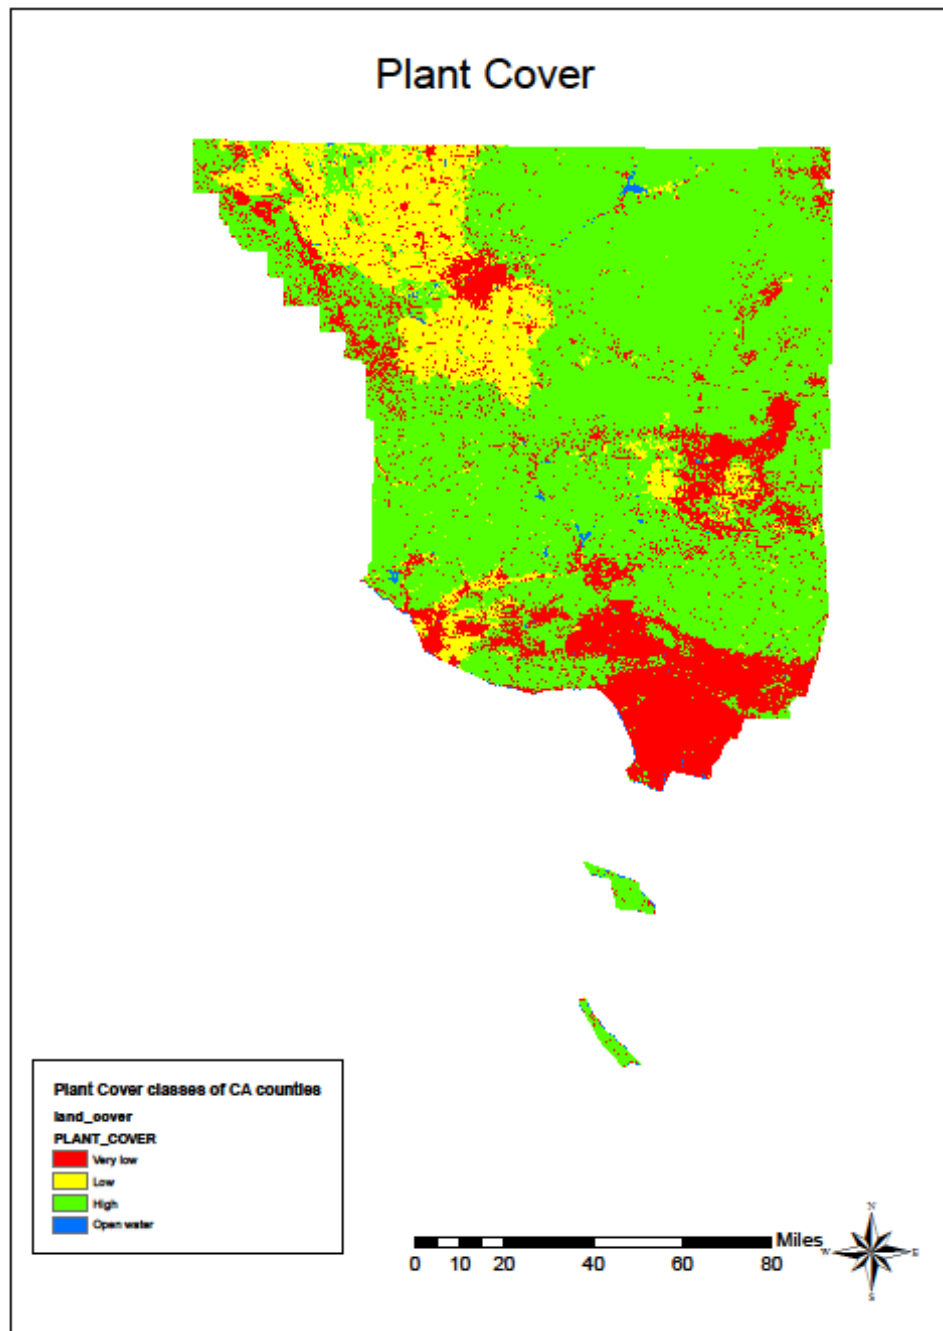 Plant Cover
Plant Cover classes of CA counties
land_cover
PLANT_COVER
Very low
Low
High
Open water
Miles
0 10 20 40 60 80
N
W E
S